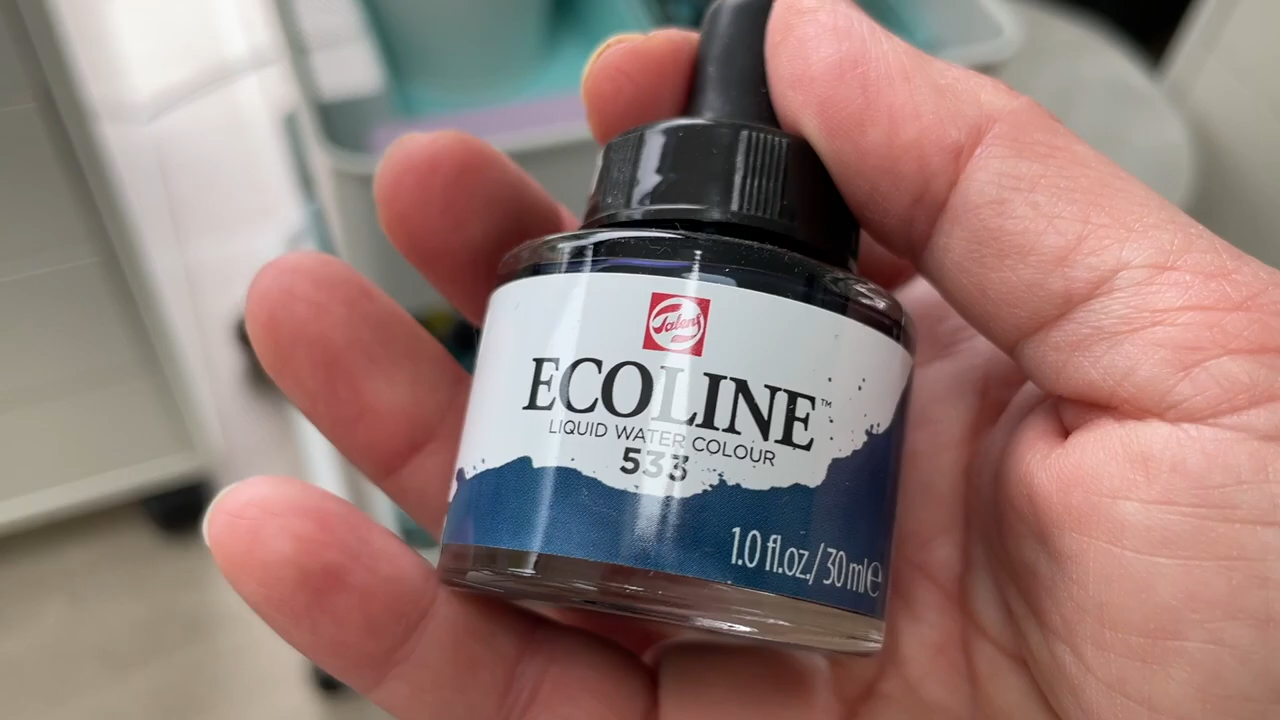 Talens
ECOLINE™
LIQUID WATER COLOUR
533
1.0 fl.oz./ 30 ml ℮